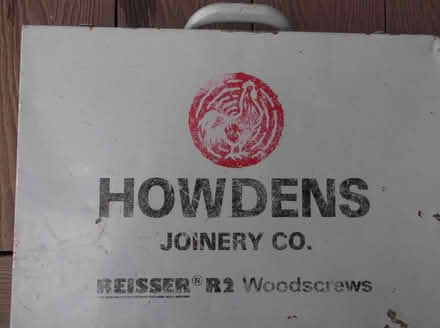 HOWDENS
JOINERY CO.
REISSER® R2 Woodscrews